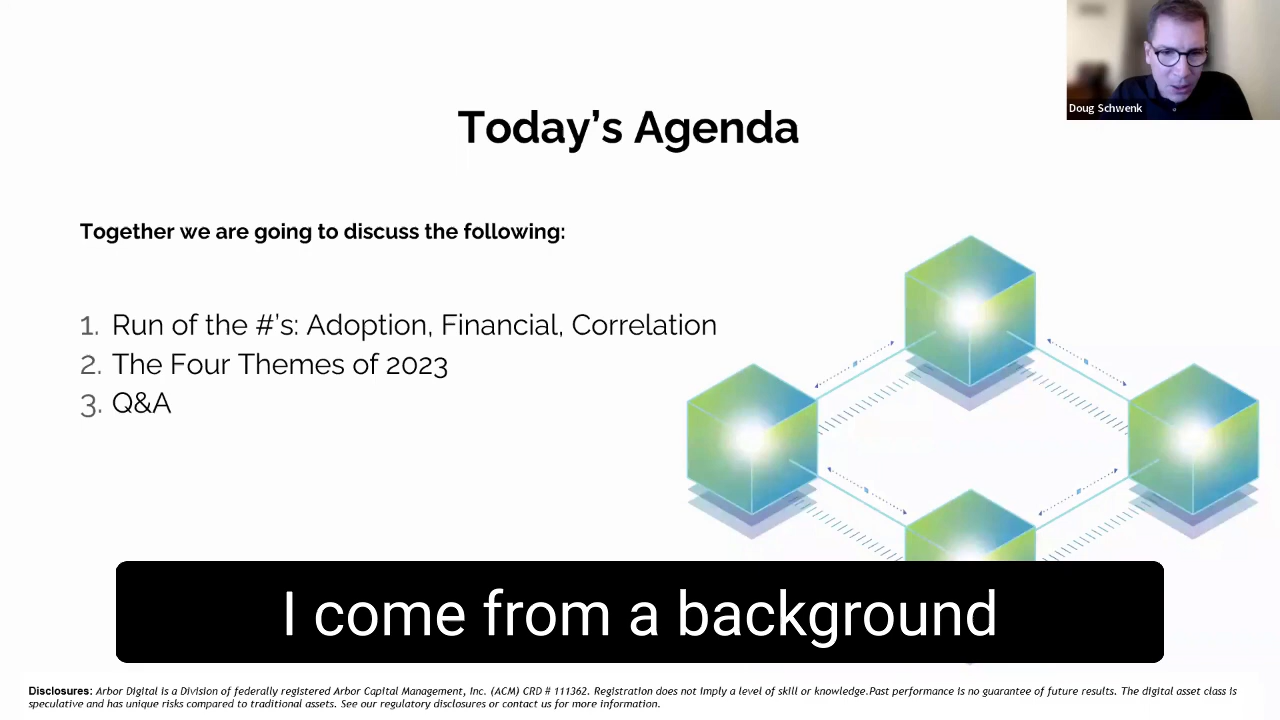 Doug Schwenk
Today's Agenda
Together we are going to discuss the following:
1. Run of the #'s: Adoption, Financial, Correlation
2. The Four Themes of 2023
3. Q&A
I come from a background
Disclosures: Arbor Digital is a Division of federally registered Arbor Capital Management, Inc. (ACM) CRD # 111362. Registration does not imply a level of skill or knowledge.Past performance is no guarantee of future results. The digital asset class is
speculative and has unique risks compared to traditional assets. See our regulatory disclosures or contact us for more information.